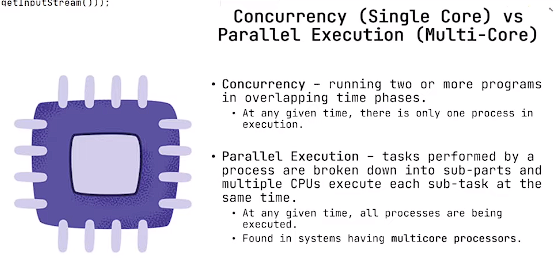 getInputStream()));
Concurrency (Single Core) vs
Parallel Execution (Multi-Core)
• Concurrency – running two or more programs
in overlapping time phases.
• At any given time, there is only one process in
execution.
• Parallel Execution – tasks performed by a
process are broken down into sub-parts and
multiple CPUs execute each sub-task at the
same time.
• At any given time, all processes are being
executed.
• Found in systems having multicore processors.